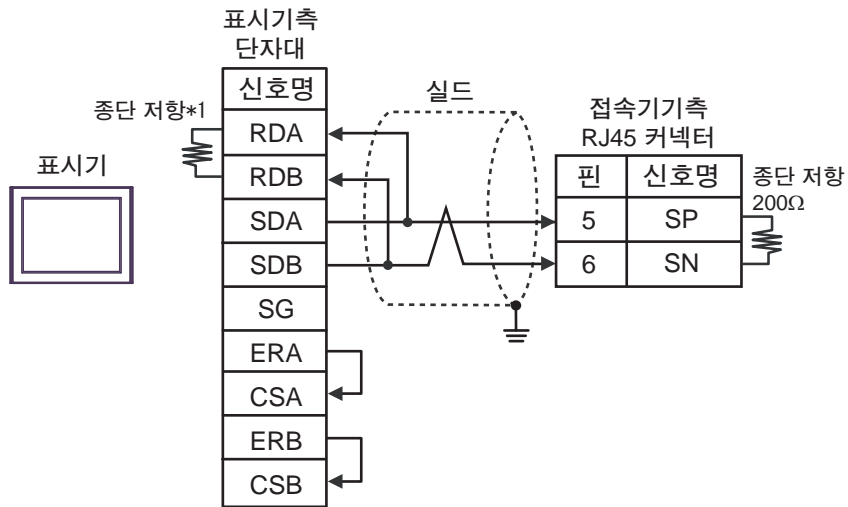 표시기측
단자대
신호명
종단 저항*1
RDA
RDB
SDA
SDB
SG
ERA
CSA
ERB
CSB
표시기
실드
접속기기측
RJ45 커넥터
핀 신호명
5 SP
6 SN
종단 저항
200Ω